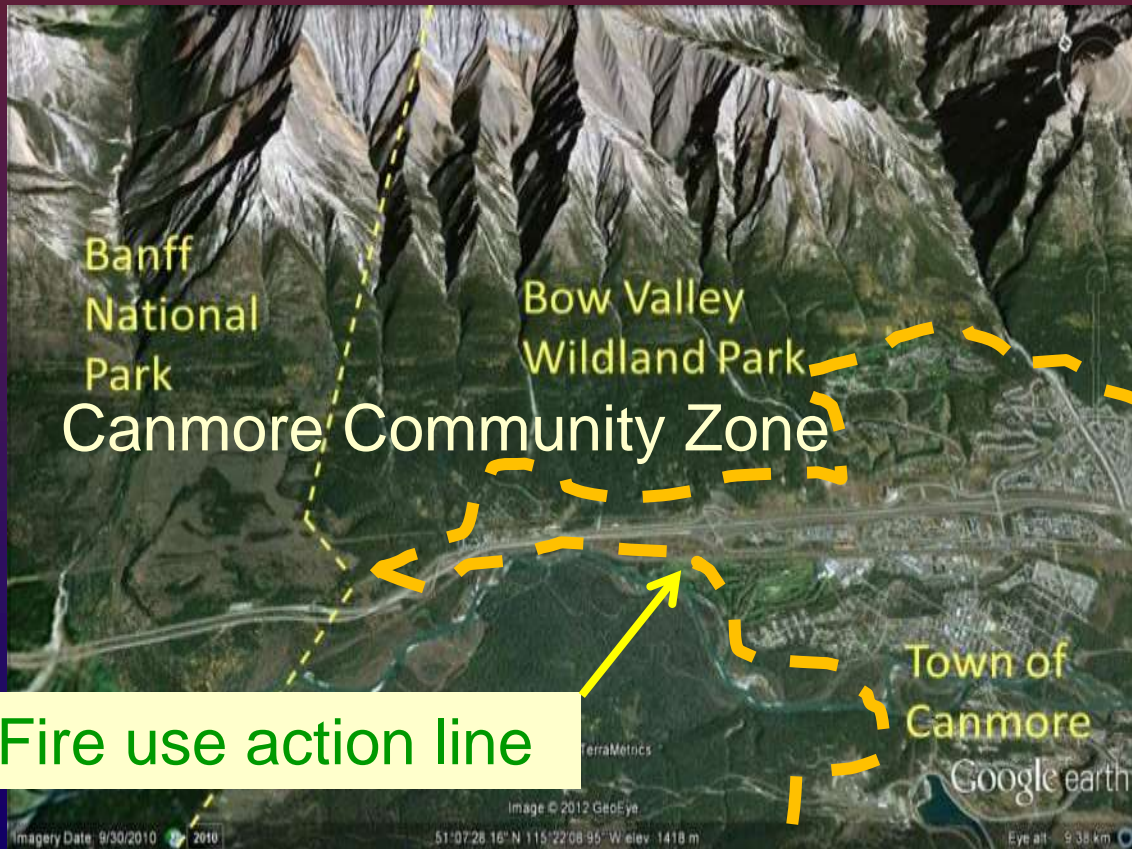 Banff
National
Park
Bow Valley
Wildland Park
Canmore Community Zone
Town of
Canmore
Fire use action line
TerraMetrics
Google earth
Image © 2012 GeoEye
Imagery Date: 9/30/2010 2010
51°07'28.16" N 115°22'08.95" W elev 1418 m
Eye alt 9.38 km